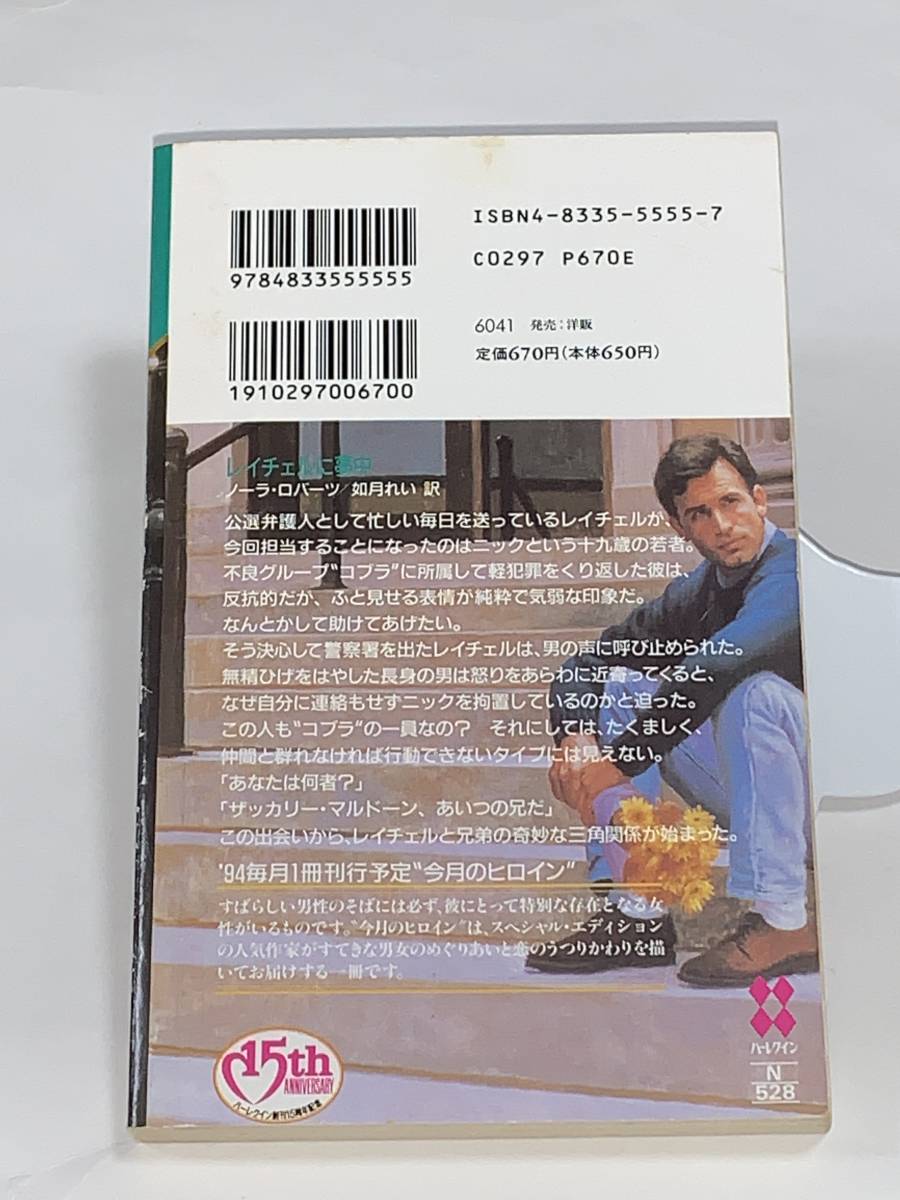 ISBN4-8335-5555-7
C0297 P670E
9784833555555
6041 発売:洋販
定価670円(本体650円)
1910297006700
レイチェルに夢中
ノーラ・ロバーツ/如月れい 訳
公選弁護人として忙しい毎日を送っているレイチェルが、
今回担当することになったのはニックという十九歳の若者。
不良グループ“コブラ”に所属して軽犯罪をくり返した彼は、
反抗的だが、ふと見せる表情が純粋で気弱な印象だ。
なんとかして助けてあげたい。
そう決心して警察署を出たレイチェルは、男の声に呼び止められた。
無精ひげをはやした長身の男は怒りをあらわに近寄ってくると、
なぜ自分に連絡もせずニックを拘置しているのかと迫った。
この人も“コブラ”の一員なの? それにしては、たくましく、
仲間と群れなければ行動できないタイプには見えない。
「あなたは何者?」
「ザッカリー・マルドーン、あいつの兄だ」
この出会いから、レイチェルと兄弟の奇妙な三角関係が始まった。
'94毎月1冊刊行予定“今月のヒロイン”
すばらしい男性のそばには必ず、彼にとって特別な存在となる女
性がいるものです。“今月のヒロイン”は、スペシャル・エディション
の人気作家がすてきな男女のめぐりあいと恋のうつりかわりを描
いてお届けする一冊です。
15th
ANNIVERSARY
ハーレクイン創刊15周年記念
ハーレクイン
N
528